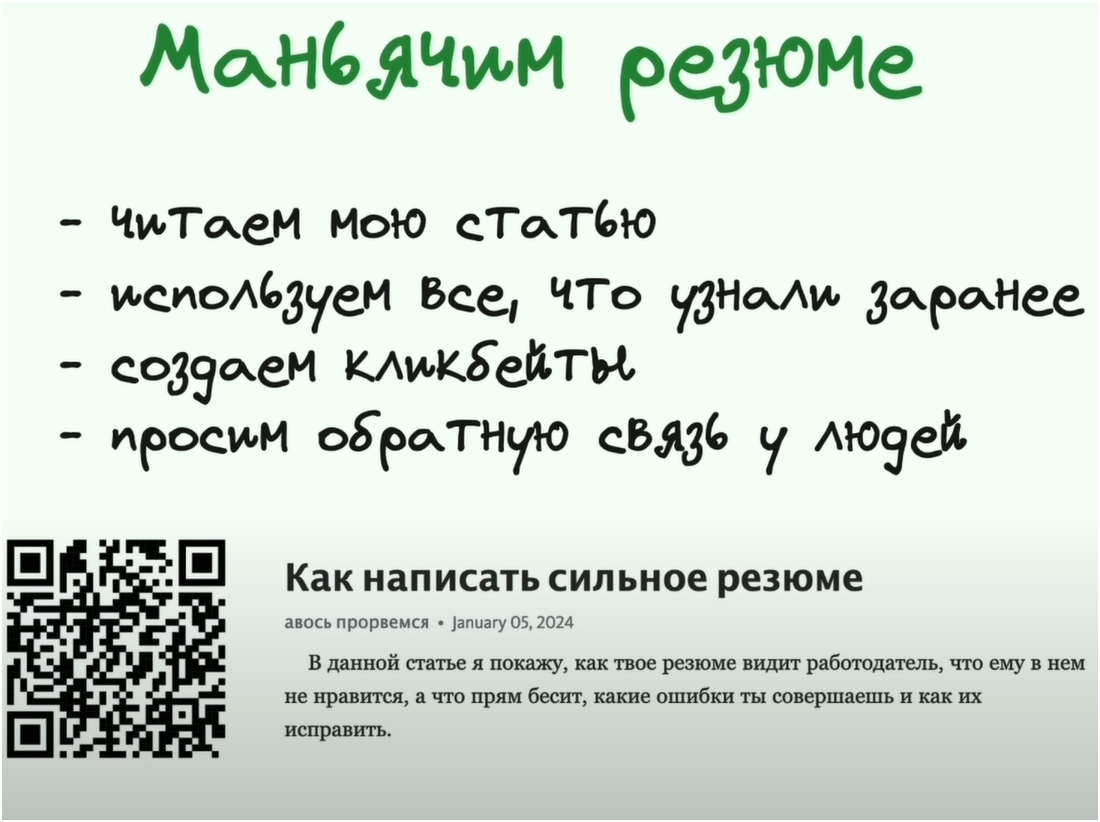 Маньячим резюме
- читаем мою статью
- используем все, что узнали заранее
- создаем кликбейты
- просим обратную связь у людей
Как написать сильное резюме
авось прорвемся • January 05, 2024
В данной статье я покажу, как твое резюме видит работодатель, что ему в нем
не нравится, а что прям бесит, какие ошибки ты совершаешь и как их
исправить.